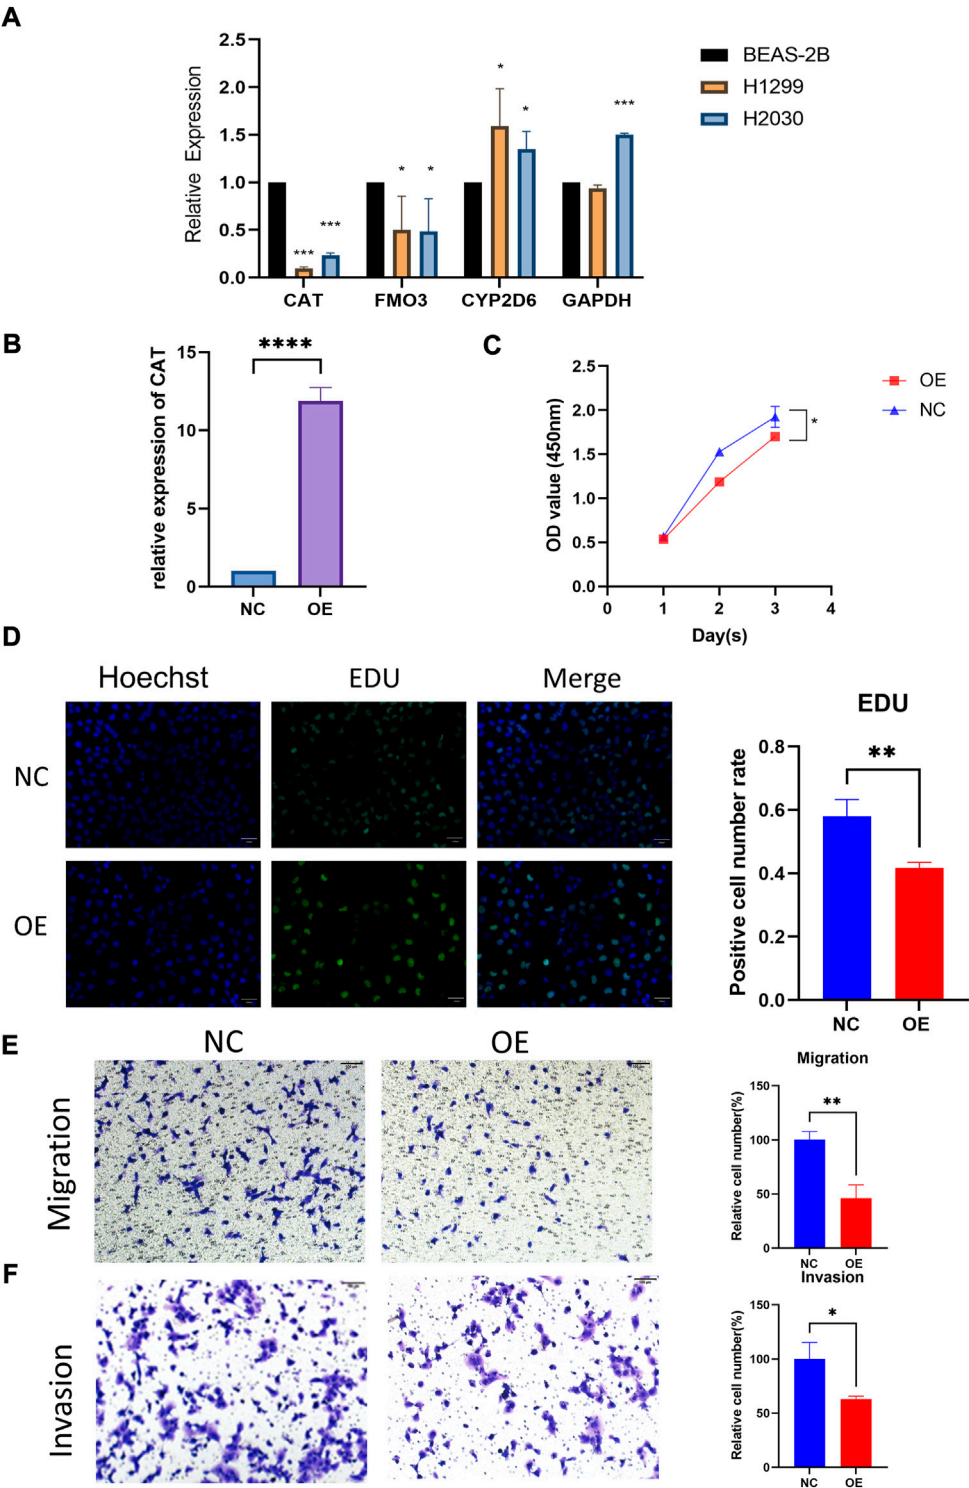 A
2.5
2.0
1.5
1.0
0.5
0.0
Relative Expression
***
***
*
*
*
*
***
CAT
FMO3
CYP2D6
GAPDH
BEAS-2B
H1299
H2030
B
15
10
5
0
relative expression of CAT
****
NC
OE
C
2.5
2.0
1.5
1.0
0.5
0.0
OD value (450nm)
*
0
1
2
3
4
Day(s)
OE
NC
D
Hoechst
EDU
Merge
NC
OE
EDU
0.8
0.6
0.4
0.2
0.0
Positive cell number rate
**
NC
OE
E
NC
OE
Migration
Migration
150
100
50
0
Relative cell number(%)
**
NC
OE
F
Invasion
Invasion
150
100
50
0
Relative cell number(%)
*
NC
OE